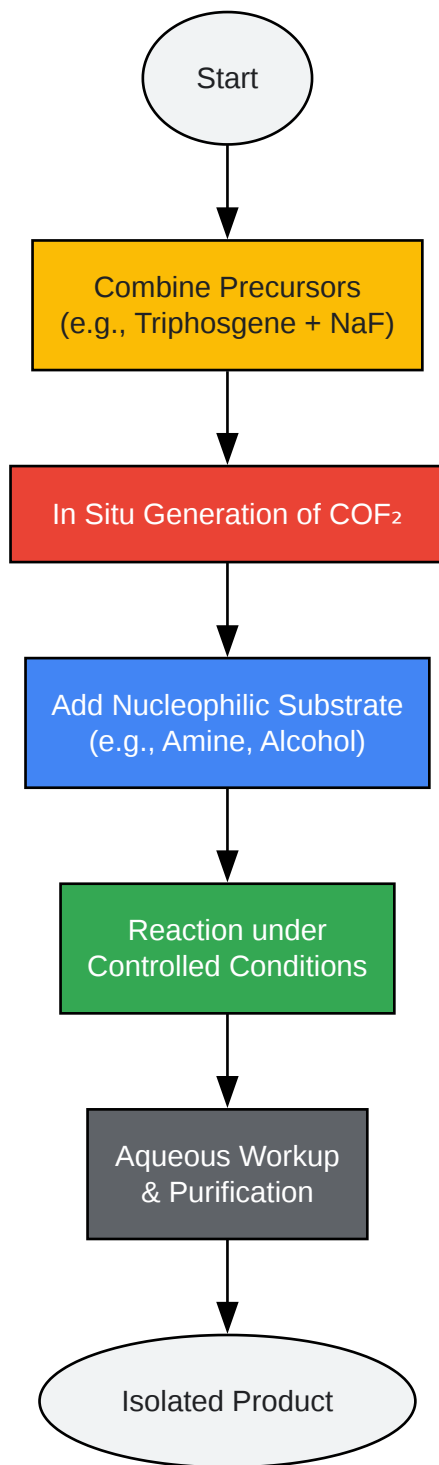 Start
Combine Precursors
(e.g., Triphosgene + NaF)
In Situ Generation of COF₂
Add Nucleophilic Substrate
(e.g., Amine, Alcohol)
Reaction under
Controlled Conditions
Aqueous Workup
& Purification
Isolated Product